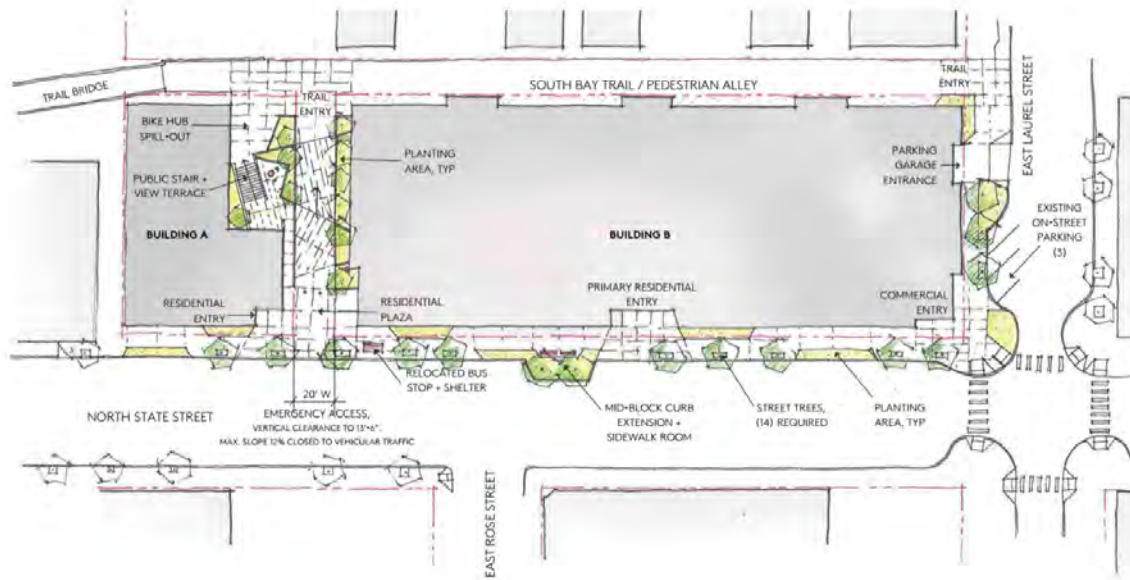 TRAIL BRIDGE
SOUTH BAY TRAIL / PEDESTRIAN ALLEY
TRAIL
ENTRY
EAST LAUREL STREET
TRAIL
ENTRY
BIKE HUB
SPILL-OUT
PUBLIC STAIR +
VIEW TERRACE
PLANTING
AREA, TYP
PARKING
GARAGE
ENTRANCE
EXISTING
ON-STREET
PARKING
(3)
BUILDING A
BUILDING B
RESIDENTIAL
ENTRY
RESIDENTIAL
PLAZA
PRIMARY RESIDENTIAL
ENTRY
COMMERCIAL
ENTRY
RELOCATED BUS
STOP + SHELTER
20' W
EMERGENCY ACCESS,
VERTICAL CLEARANCE TO 13'-6".
MAX. SLOPE 12% CLOSED TO VEHICULAR TRAFFIC
NORTH STATE STREET
MID-BLOCK CURB
EXTENSION +
SIDEWALK ROOM
STREET TREES,
(14) REQUIRED
PLANTING
AREA, TYP
EAST ROSE STREET